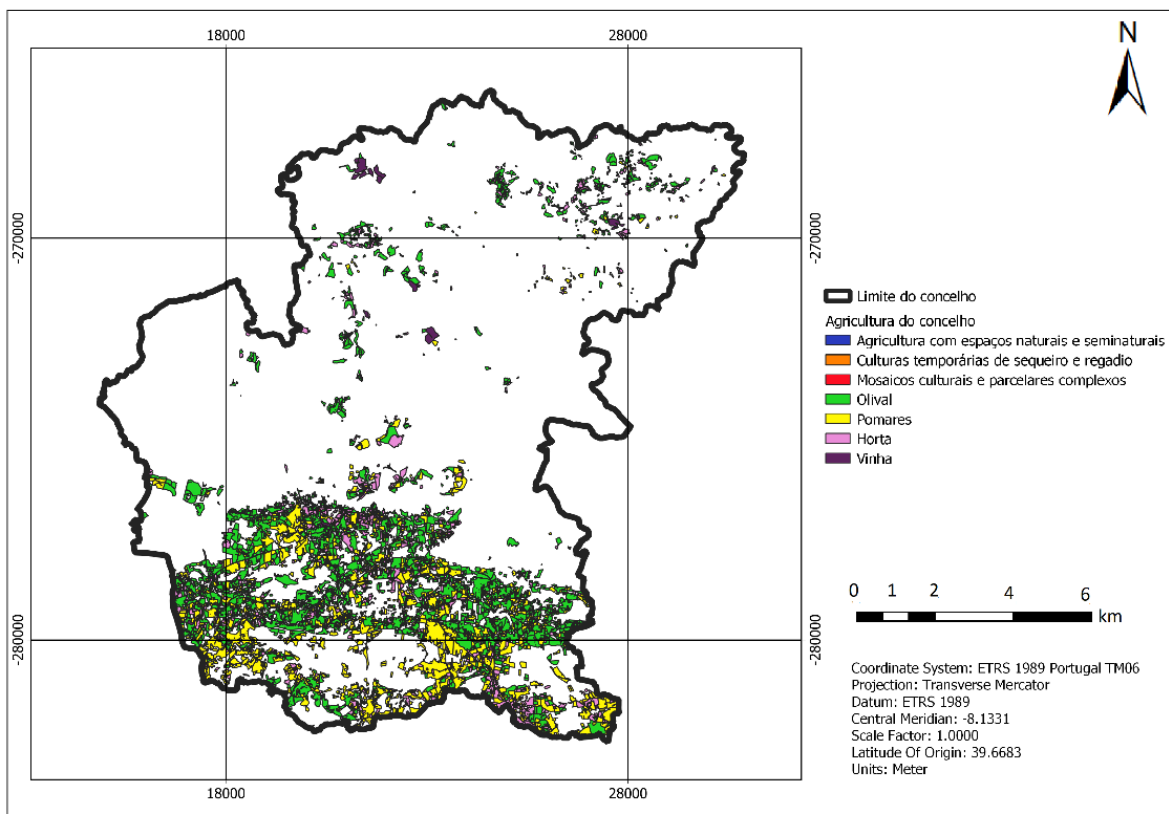 18000
28000
N
-270000
-270000
Limite do concelho
Agricultura do concelho
Agricultura com espaços naturais e seminaturais
Culturas temporárias de sequeiro e regadio
Mosaicos culturais e parcelares complexos
Olival
Pomares
Horta
Vinha
0 1 2 4 6
km
-280000
-280000
Coordinate System: ETRS 1989 Portugal TM06
Projection: Transverse Mercator
Datum: ETRS 1989
Central Meridian: -8.1331
Scale Factor: 1.0000
Latitude Of Origin: 39.6683
Units: Meter
18000
28000